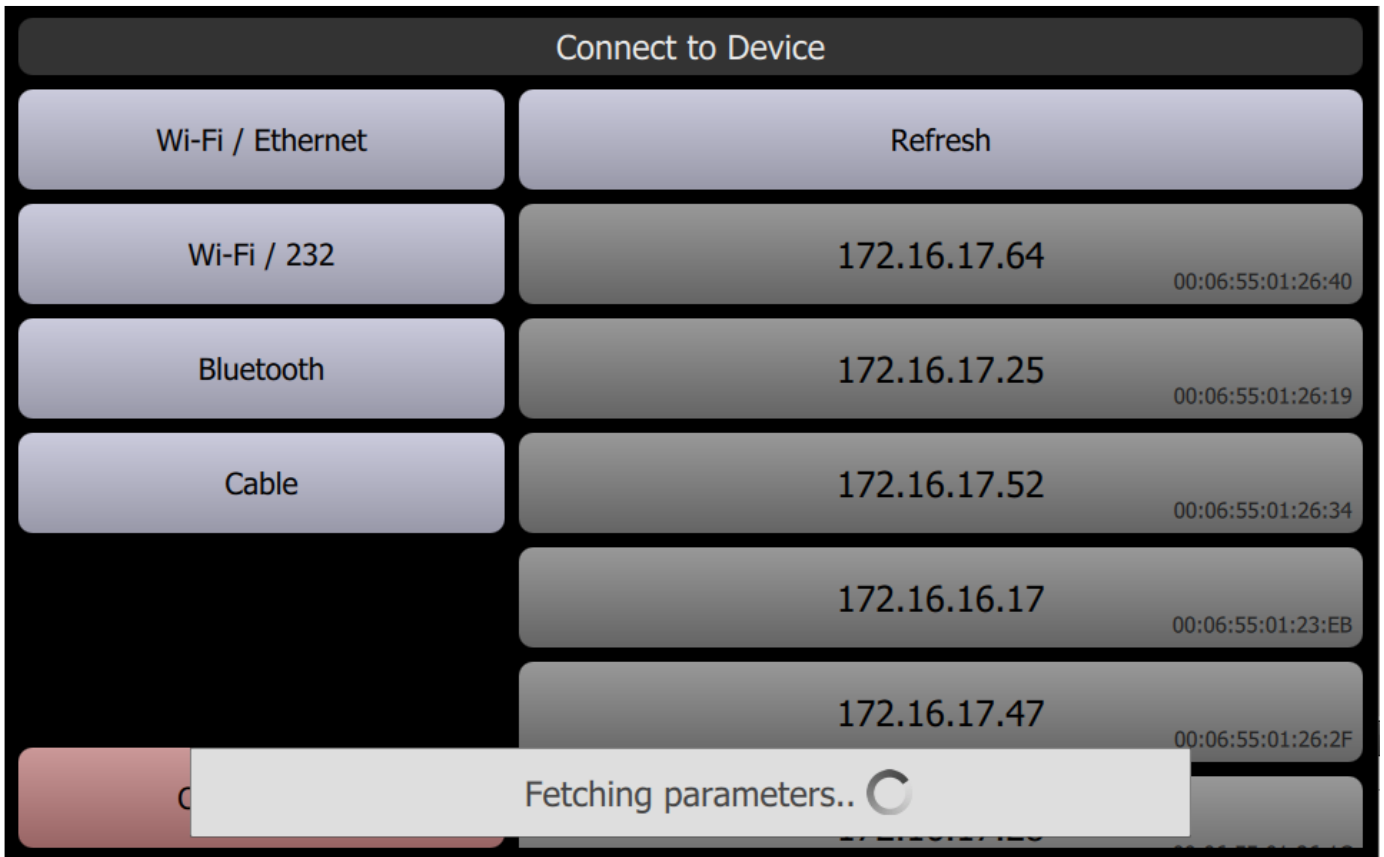 Connect to Device
Wi-Fi / Ethernet
Refresh
Wi-Fi / 232
172.16.17.64
00:06:55:01:26:40
Bluetooth
172.16.17.25
00:06:55:01:26:19
Cable
172.16.17.52
00:06:55:01:26:34
172.16.16.17
00:06:55:01:23:EB
172.16.17.47
00:06:55:01:26:2F
Fetching parameters..